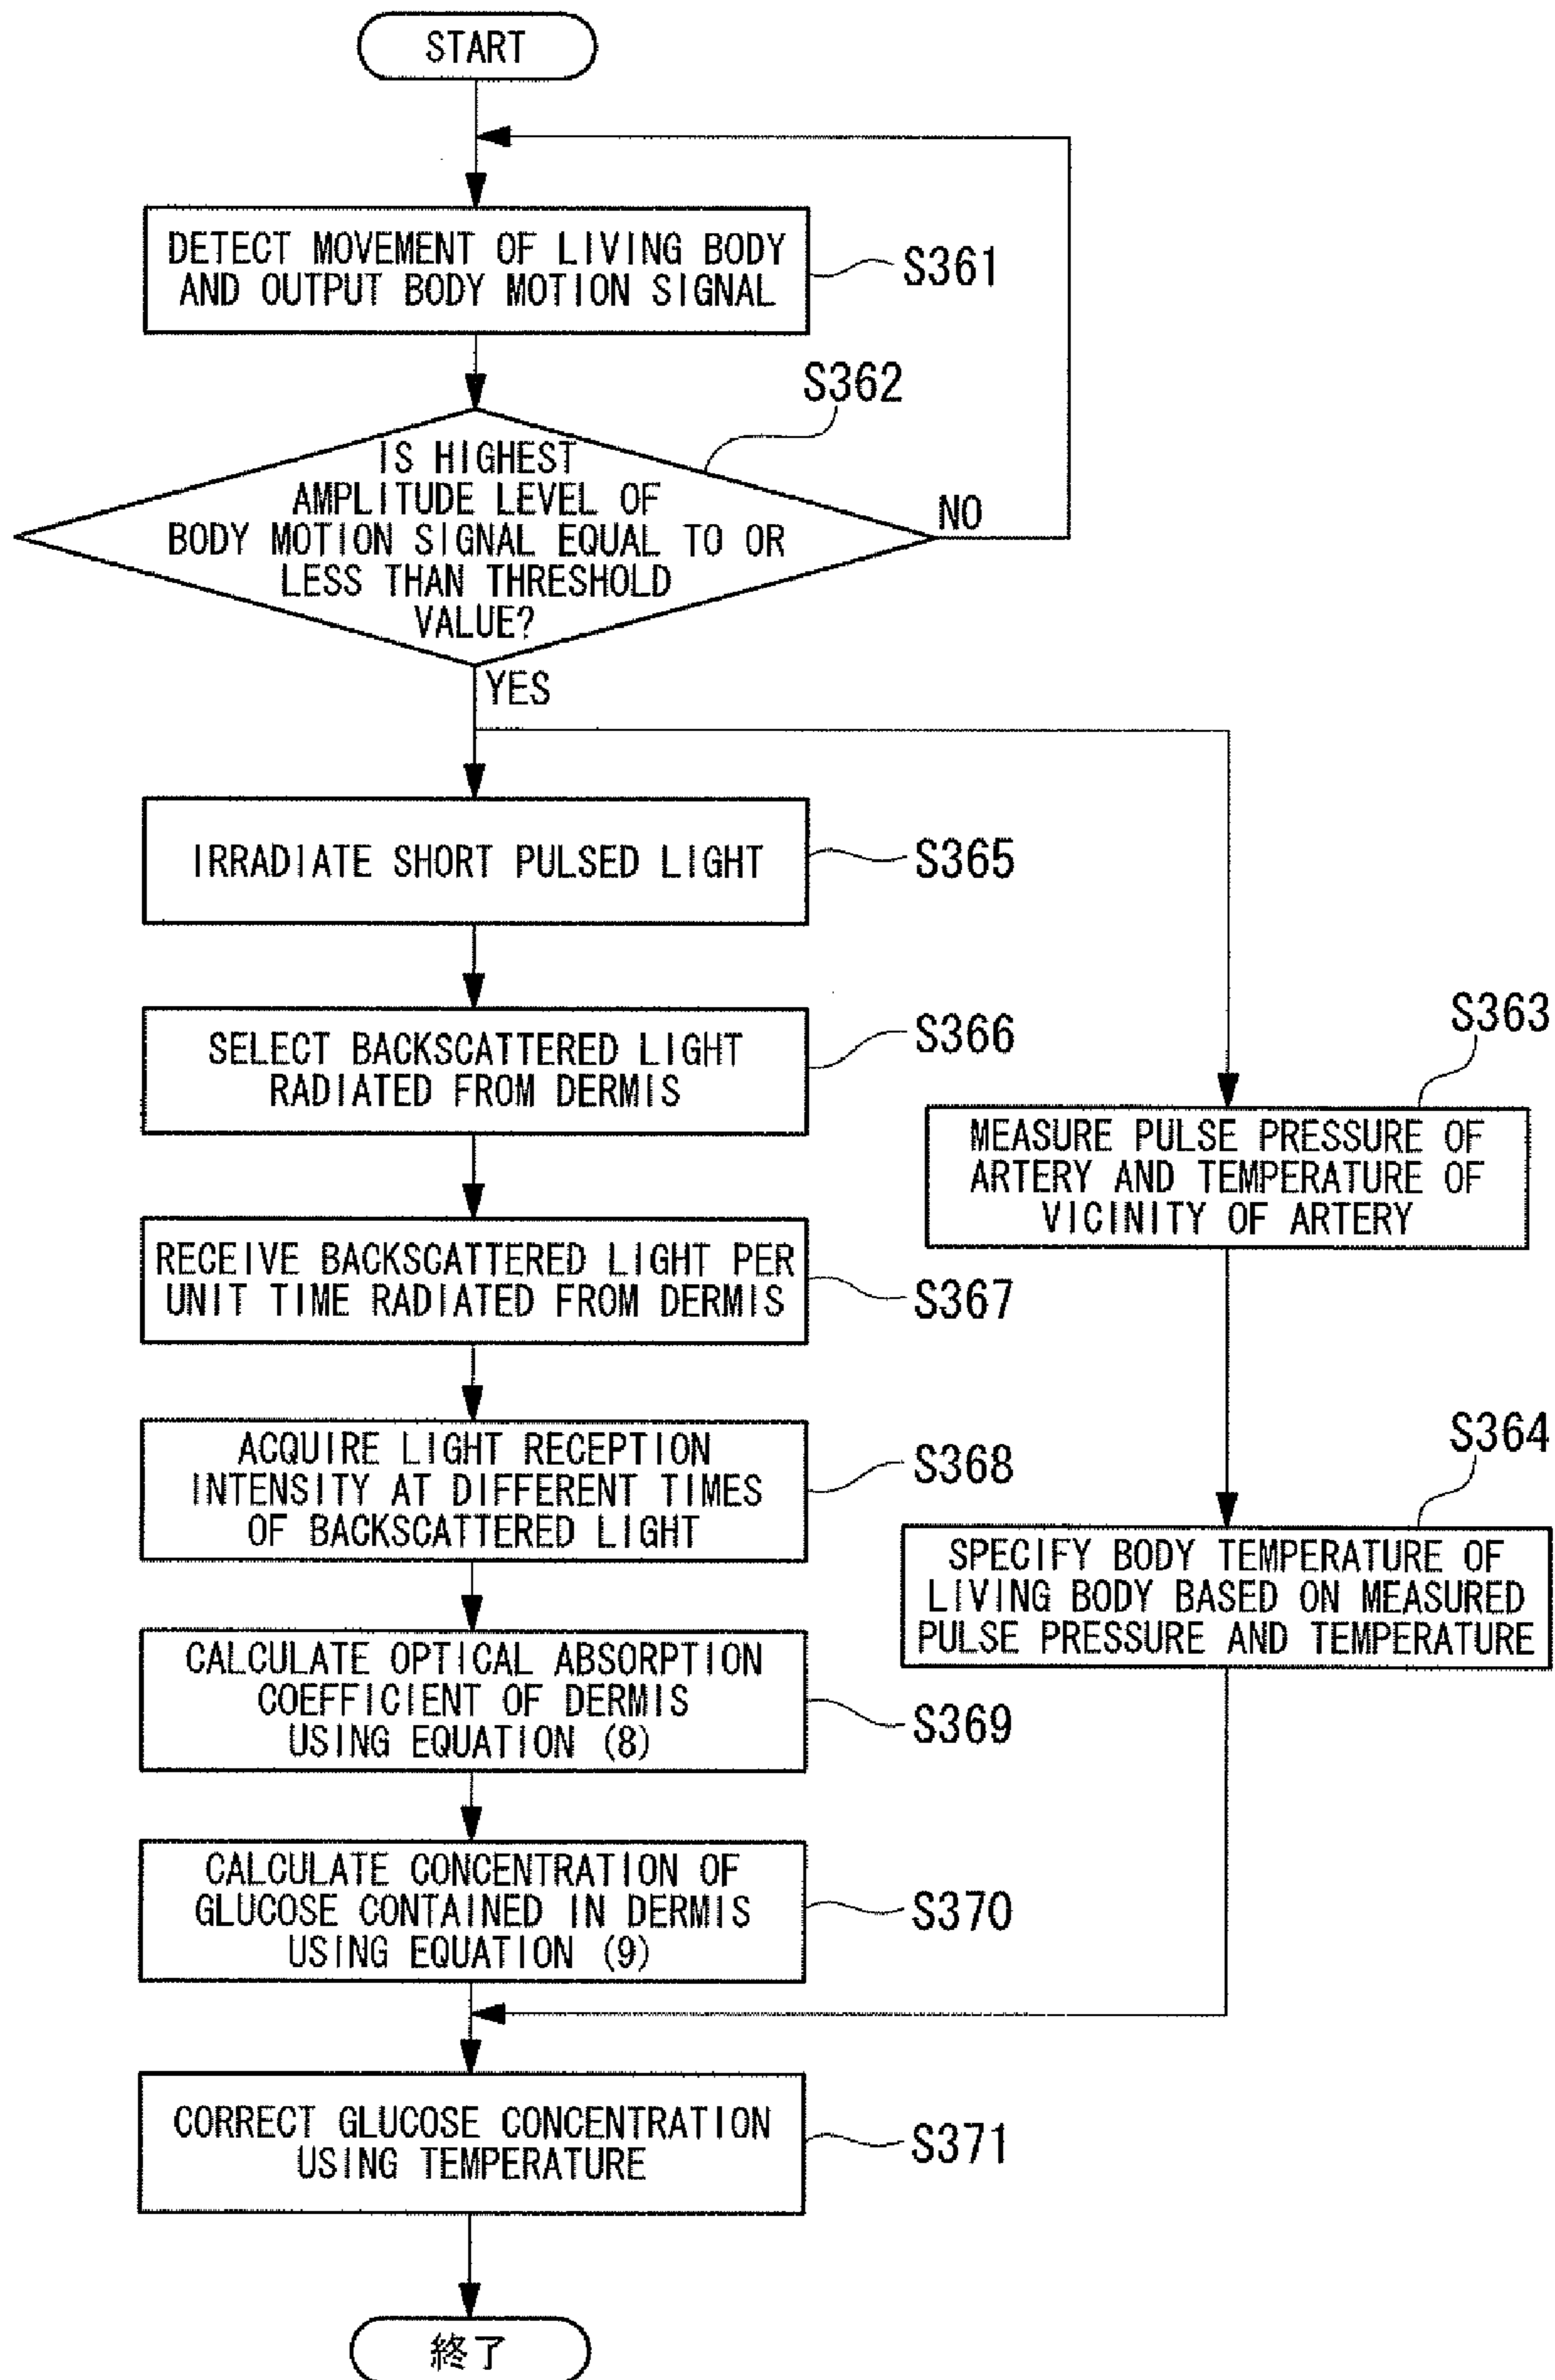 START
DETECT MOVEMENT OF LIVING BODY
AND OUTPUT BODY MOTION SIGNAL
S361
S362
IS HIGHEST
AMPLITUDE LEVEL OF
BODY MOTION SIGNAL EQUAL TO OR
LESS THAN THRESHOLD
VALUE?
NO
YES
IRRADIATE SHORT PULSED LIGHT
S365
SELECT BACKSCATTERED LIGHT
RADIATED FROM DERMIS
S366
S363
MEASURE PULSE PRESSURE OF
ARTERY AND TEMPERATURE OF
VICINITY OF ARTERY
RECEIVE BACKSCATTERED LIGHT PER
UNIT TIME RADIATED FROM DERMIS
S367
ACQUIRE LIGHT RECEPTION
INTENSITY AT DIFFERENT TIMES
OF BACKSCATTERED LIGHT
S368
S364
SPECIFY BODY TEMPERATURE OF
LIVING BODY BASED ON MEASURED
PULSE PRESSURE AND TEMPERATURE
CALCULATE OPTICAL ABSORPTION
COEFFICIENT OF DERMIS
USING EQUATION (8)
S369
CALCULATE CONCENTRATION OF
GLUCOSE CONTAINED IN DERMIS
USING EQUATION (9)
S370
CORRECT GLUCOSE CONCENTRATION
USING TEMPERATURE
S371
終了